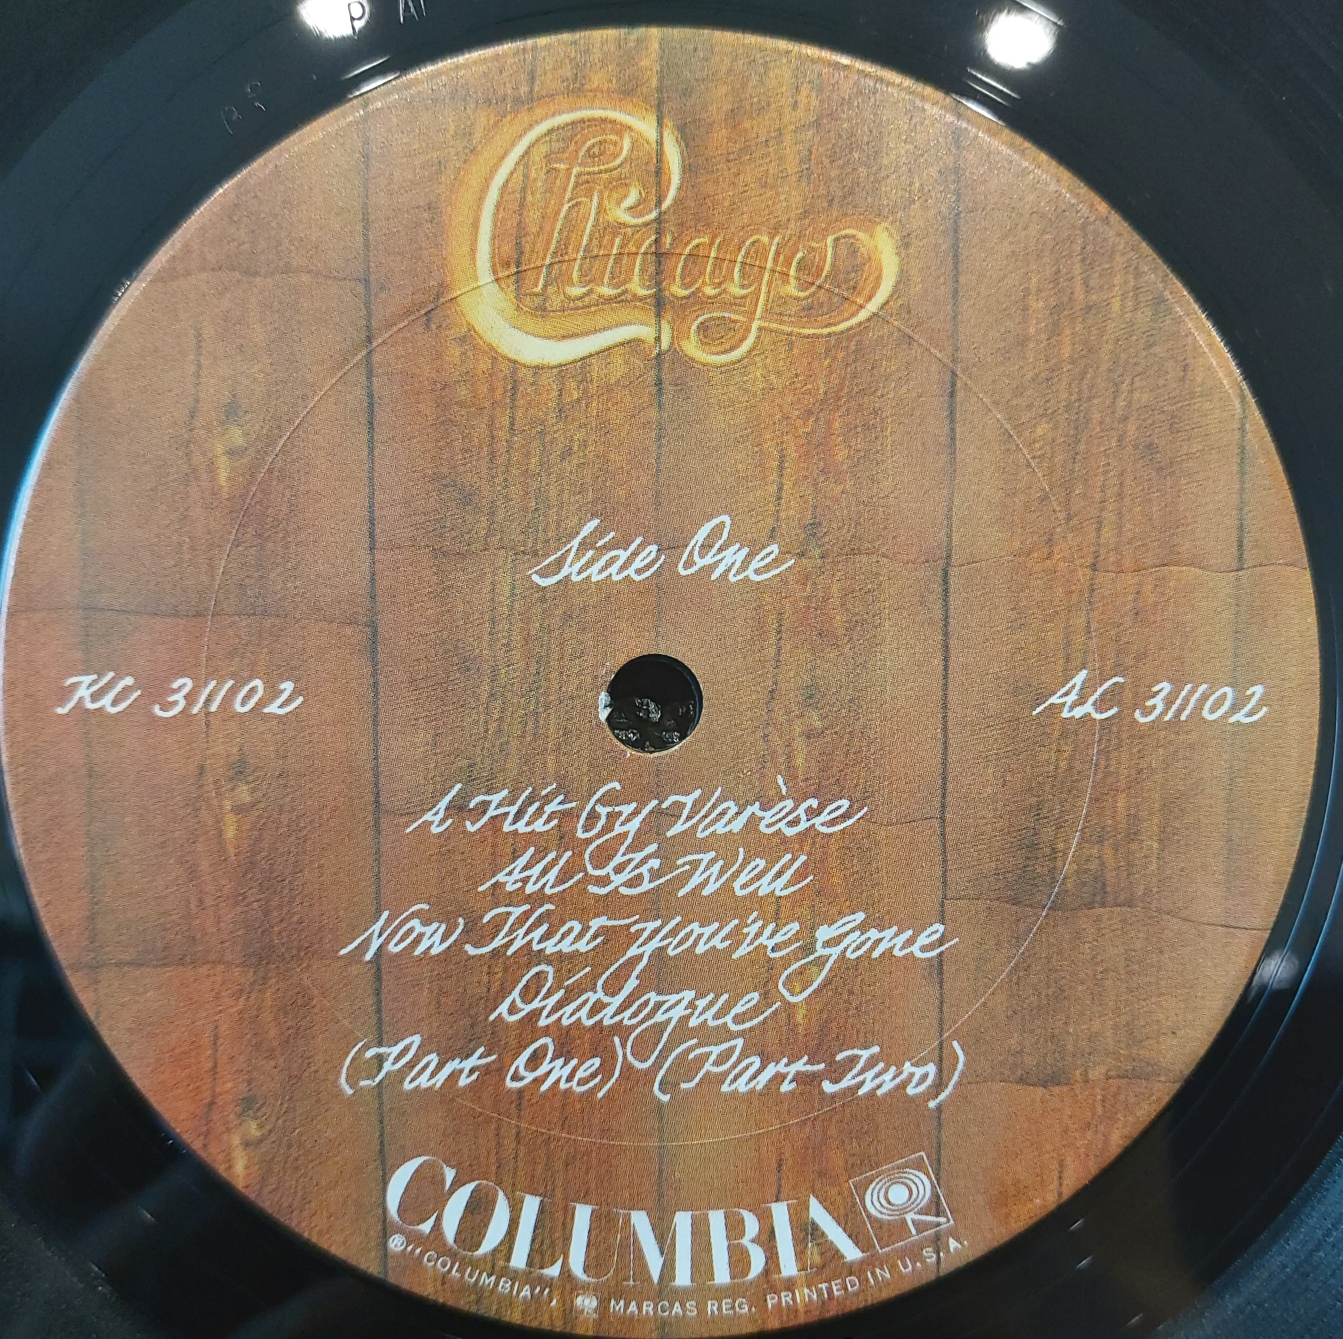 Chicago
Side One
KC 31102
AL 31102
A Hit By Varèse
All Is Well
Now That You've Gone
Dialogue
(Part One) (Part Two)
COLUMBIA
®"COLUMBIA", MARCAS REG. PRINTED IN U.S.A.